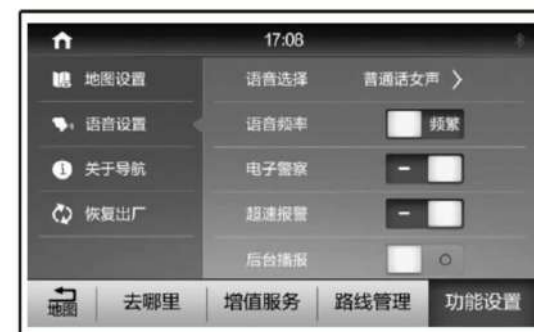 17:08
地图设置
语音设置
关于导航
恢复出厂
语音选择 普通话女声
语音频率 频繁
电子警察
超速报警
后台播报
地图 去哪里 增值服务 路线管理 功能设置